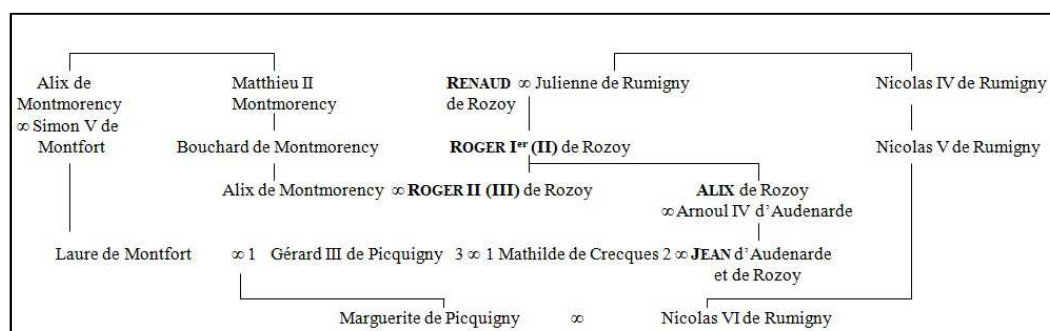 Alix de Montmorency
∞ Simon V de Montfort
Matthieu II Montmorency
RENAUD ∞ Julienne de Rumigny
de Rozoy
Nicolas IV de Rumigny
Bouchard de Montmorency
ROGER Iᵉʳ (II) de Rozoy
Nicolas V de Rumigny
Alix de Montmorency ∞ ROGER II (III) de Rozoy
ALIX de Rozoy
∞ Arnoul IV d'Audenarde
Laure de Montfort ∞ 1 Gérard III de Picquigny 3 ∞ 1 Mathilde de Crecques 2 ∞ JEAN d'Audenarde
et de Rozoy
Marguerite de Picquigny ∞ Nicolas VI de Rumigny